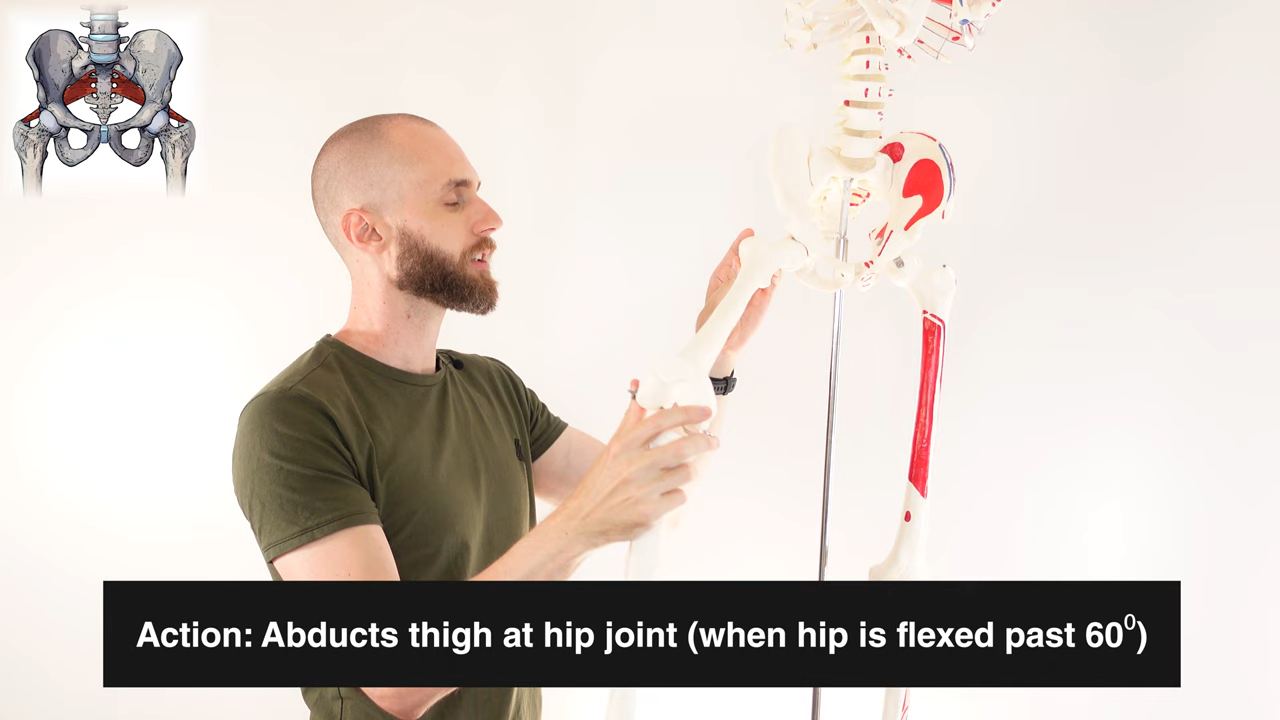 Action: Abducts thigh at hip joint (when hip is flexed past 60⁰)